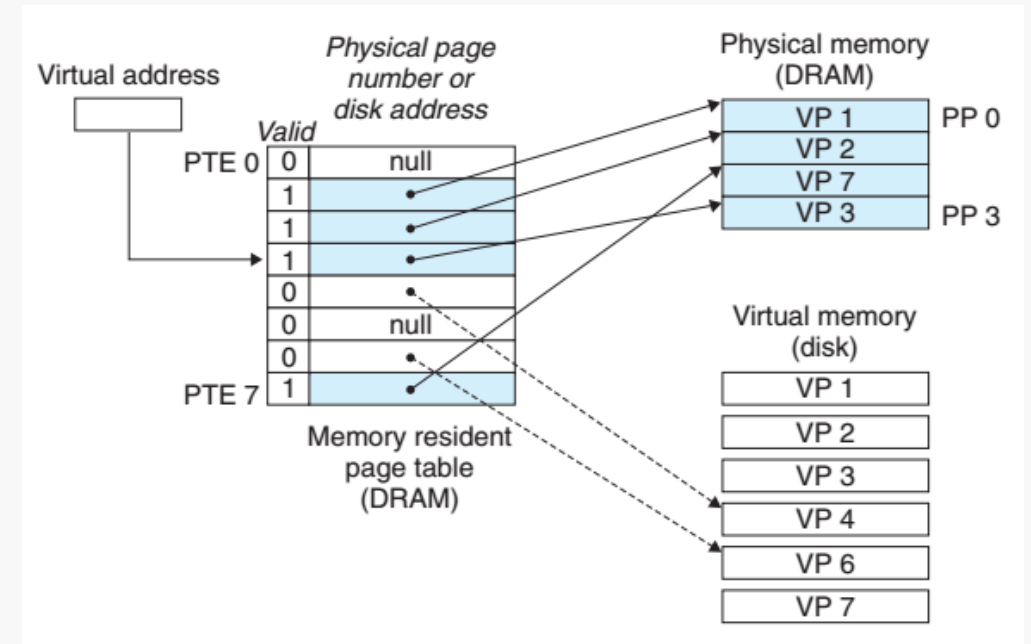 Virtual address
Physical page
number or
disk address
Valid
PTE 0 0 null
1
1
1
0
0 null
0
PTE 7 1
Memory resident
page table
(DRAM)
Physical memory
(DRAM)
VP 1 PP 0
VP 2
VP 7
VP 3 PP 3
Virtual memory
(disk)
VP 1
VP 2
VP 3
VP 4
VP 6
VP 7